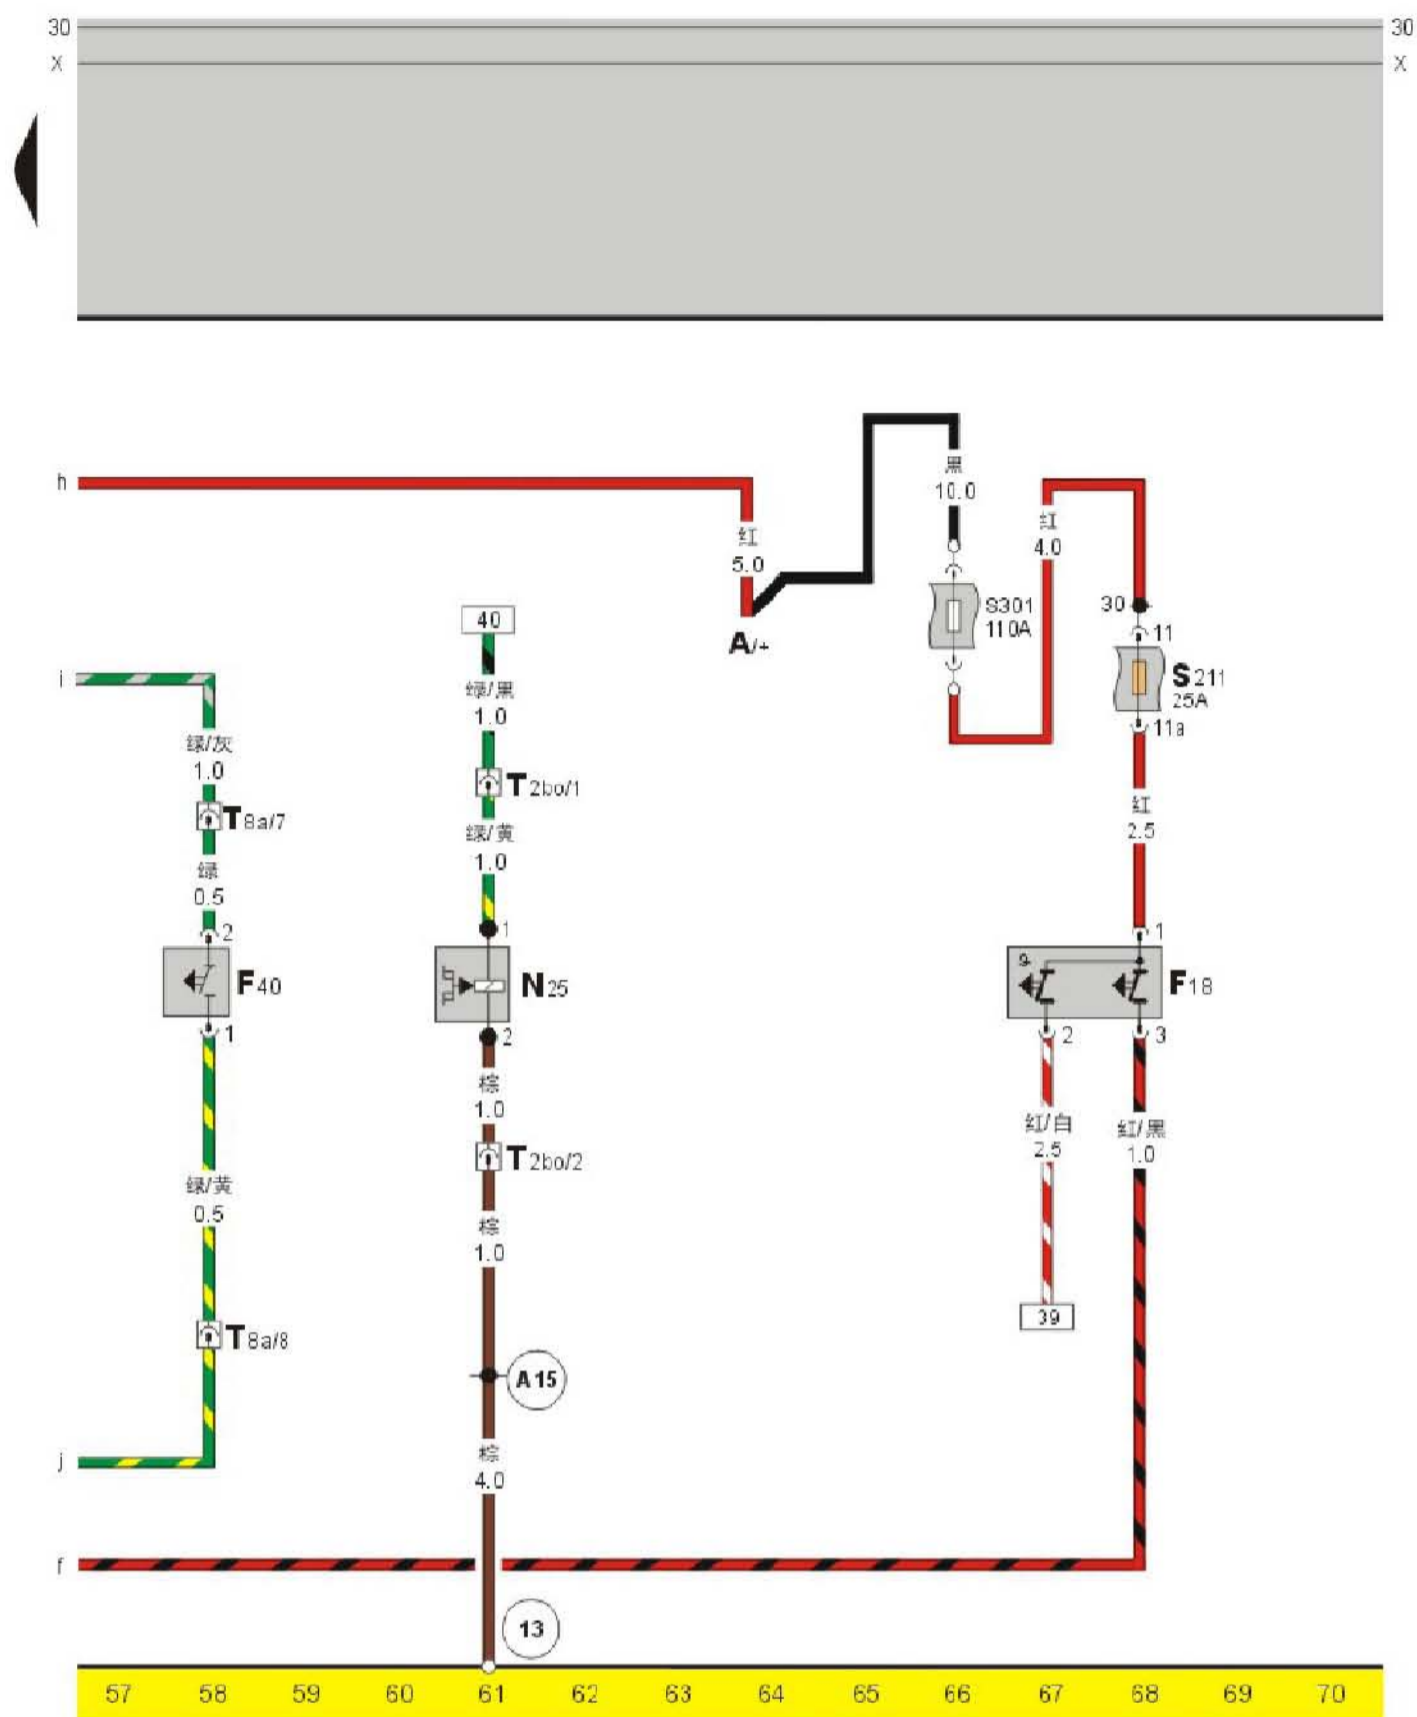 30 30
X X
h
黑
10.0
红
5.0
红
4.0
A/+
S301
110A
30
11
S211
25A
11a
40
绿/黑
1.0
i
绿/灰
1.0
T2bo/1
T8a/7
绿/黄
1.0
绿
0.5
红
2.5
2
1
1
F40
N25
9
F18
1
2
2
3
棕
1.0
红/白
2.5
红/黑
1.0
T2bo/2
绿/黄
0.5
棕
1.0
39
T8a/8
A15
j
棕
4.0
f
13
57 58 59 60 61 62 63 64 65 66 67 68 69 70